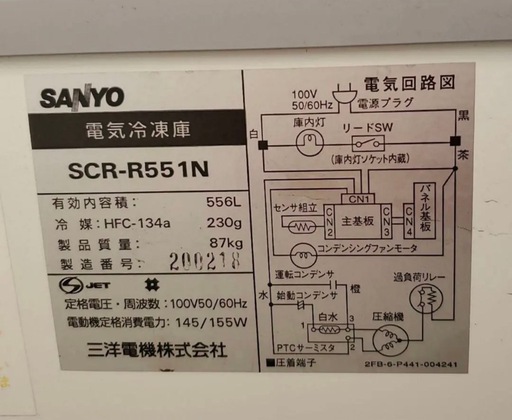 SANYO
電気冷凍庫
SCR-R551N
有効内容積： 556L
冷 媒：HFC-134a 230g
製品質量： 87kg
製造番号： 200218
S JET
定格電圧・周波数：100V50/60Hz
電動機定格消費電力：145/155W
三洋電機株式会社
電気回路図
100V
50/60Hz
電源プラグ
白
黒
庫内灯
リードSW
(庫内灯ソケット内蔵)
茶
CN1
センサ組立
CN2
主基板
CN3
CN4
パネル基板
コンデンシングファンモータ
運転コンデンサ
水
始動コンデンサ
橙
過負荷リレー
白水
3
1
2
圧縮機
PTCサーミスタ
■圧着端子
2FB-6-P441-004241